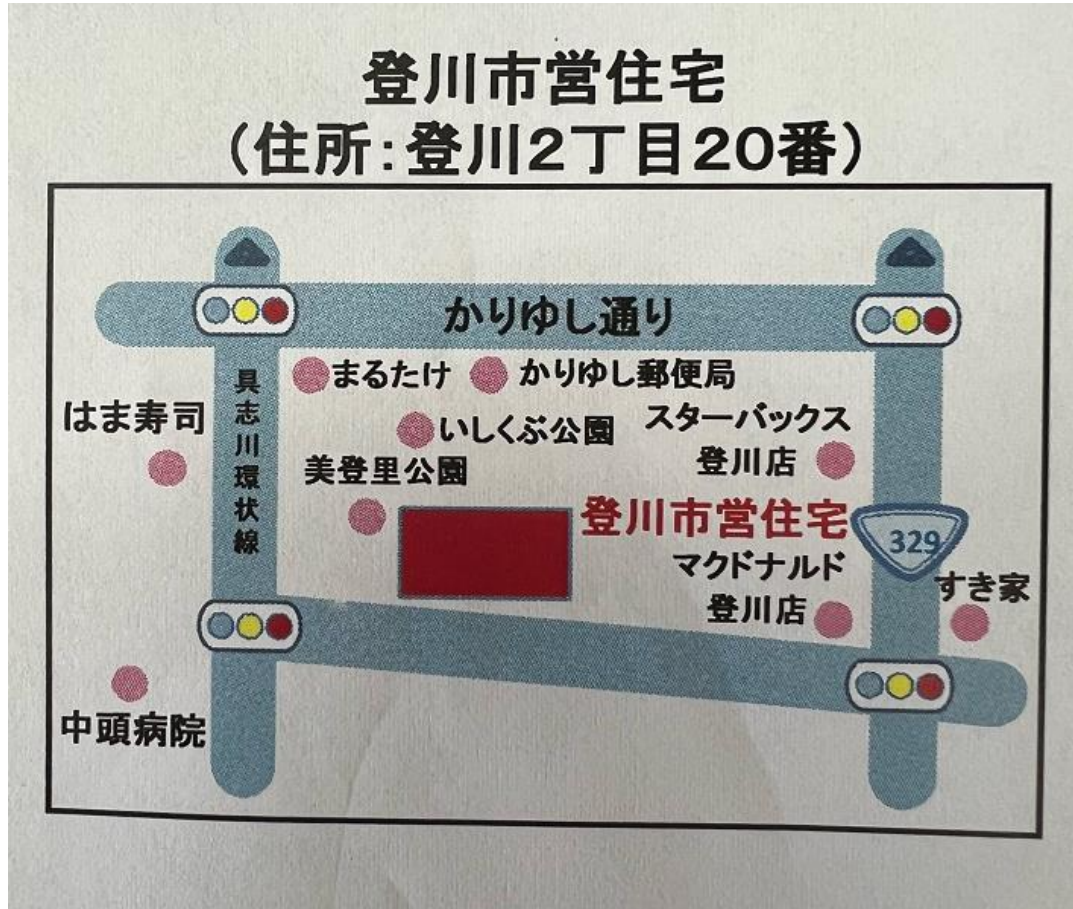 登川市営住宅
（住所：登川2丁目20番）
かりゆし通り
具志川環状線
まるたけ
かりゆし郵便局
はま寿司
いしくぶ公園
スターバックス
登川店
美登里公園
登川市営住宅
329
マクドナルド
登川店
すき家
中頭病院